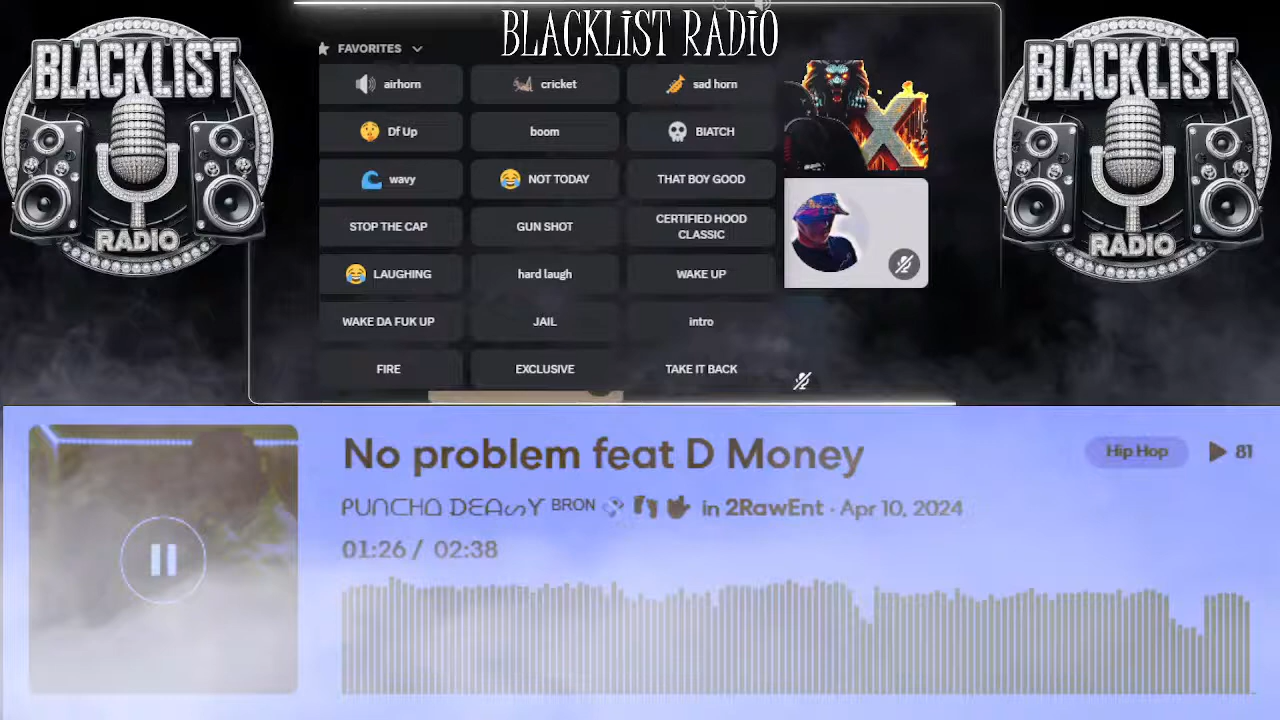 BLACKLIST RADIO
BLACKLIST
RADIO
BLACKLIST
RADIO
FAVORITES
airhorn
cricket
sad horn
Df Up
boom
BIATCH
wavy
NOT TODAY
THAT BOY GOOD
STOP THE CAP
GUN SHOT
CERTIFIED HOOD
CLASSIC
LAUGHING
hard laugh
WAKE UP
WAKE DA FUK UP
JAIL
intro
FIRE
EXCLUSIVE
TAKE IT BACK
X
No problem feat D Money
Hip Hop
81
in 2RawEnt · Apr 10, 2024
01:26 / 02:38